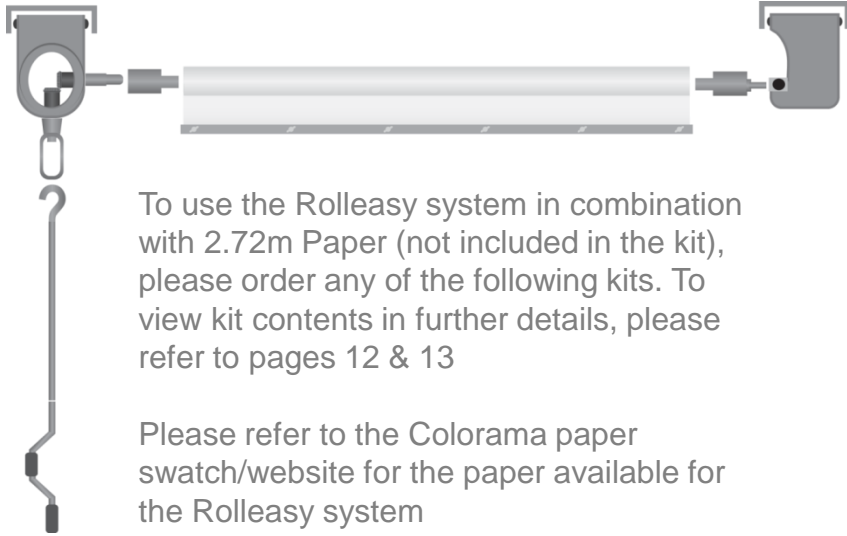 To use the Rolleasy system in combination
with 2.72m Paper (not included in the kit),
please order any of the following kits. To
view kit contents in further details, please
refer to pages 12 & 13
Please refer to the Colorama paper
swatch/website for the paper available for
the Rolleasy system